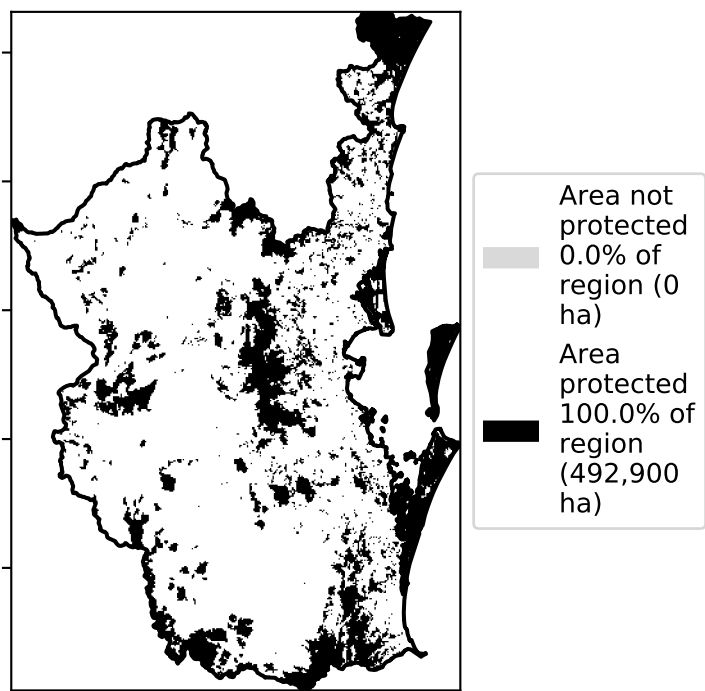 Area not
protected
0.0% of
region (0
ha)
Area
protected
100.0% of
region
(492,900
ha)